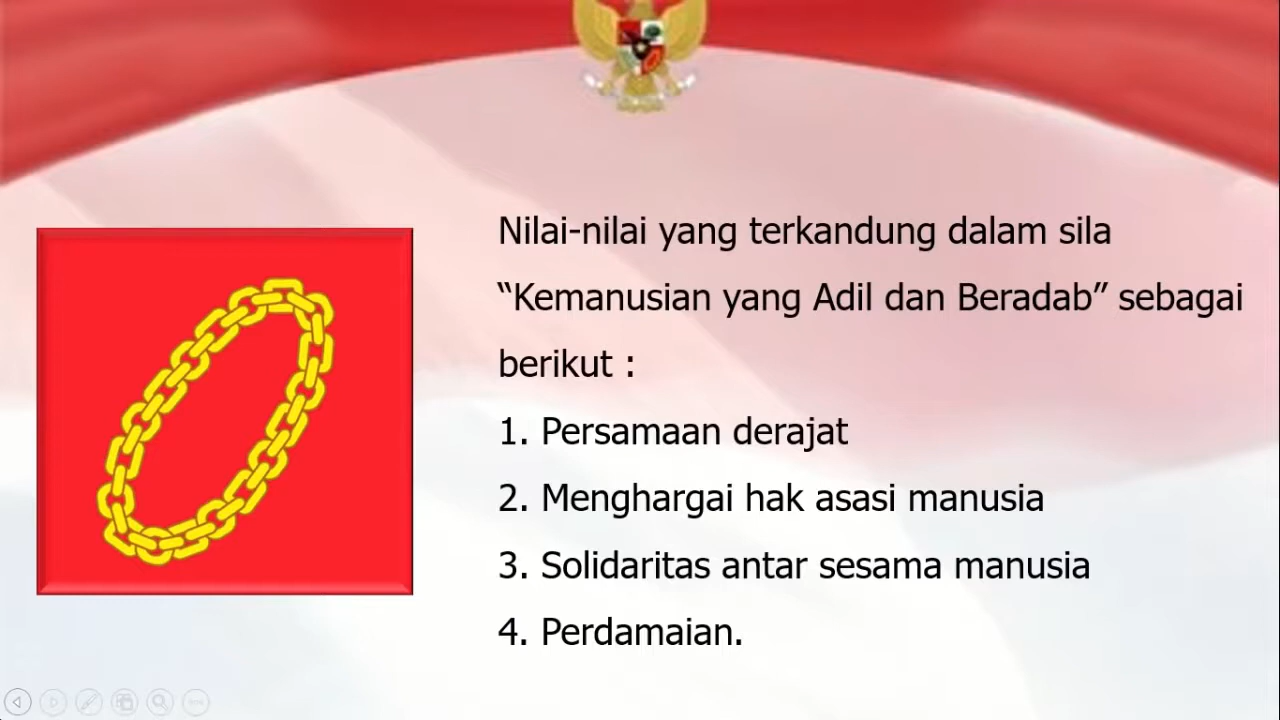 Nilai-nilai yang terkandung dalam sila
“Kemanusian yang Adil dan Beradab” sebagai
berikut :
1. Persamaan derajat
2. Menghargai hak asasi manusia
3. Solidaritas antar sesama manusia
4. Perdamaian.